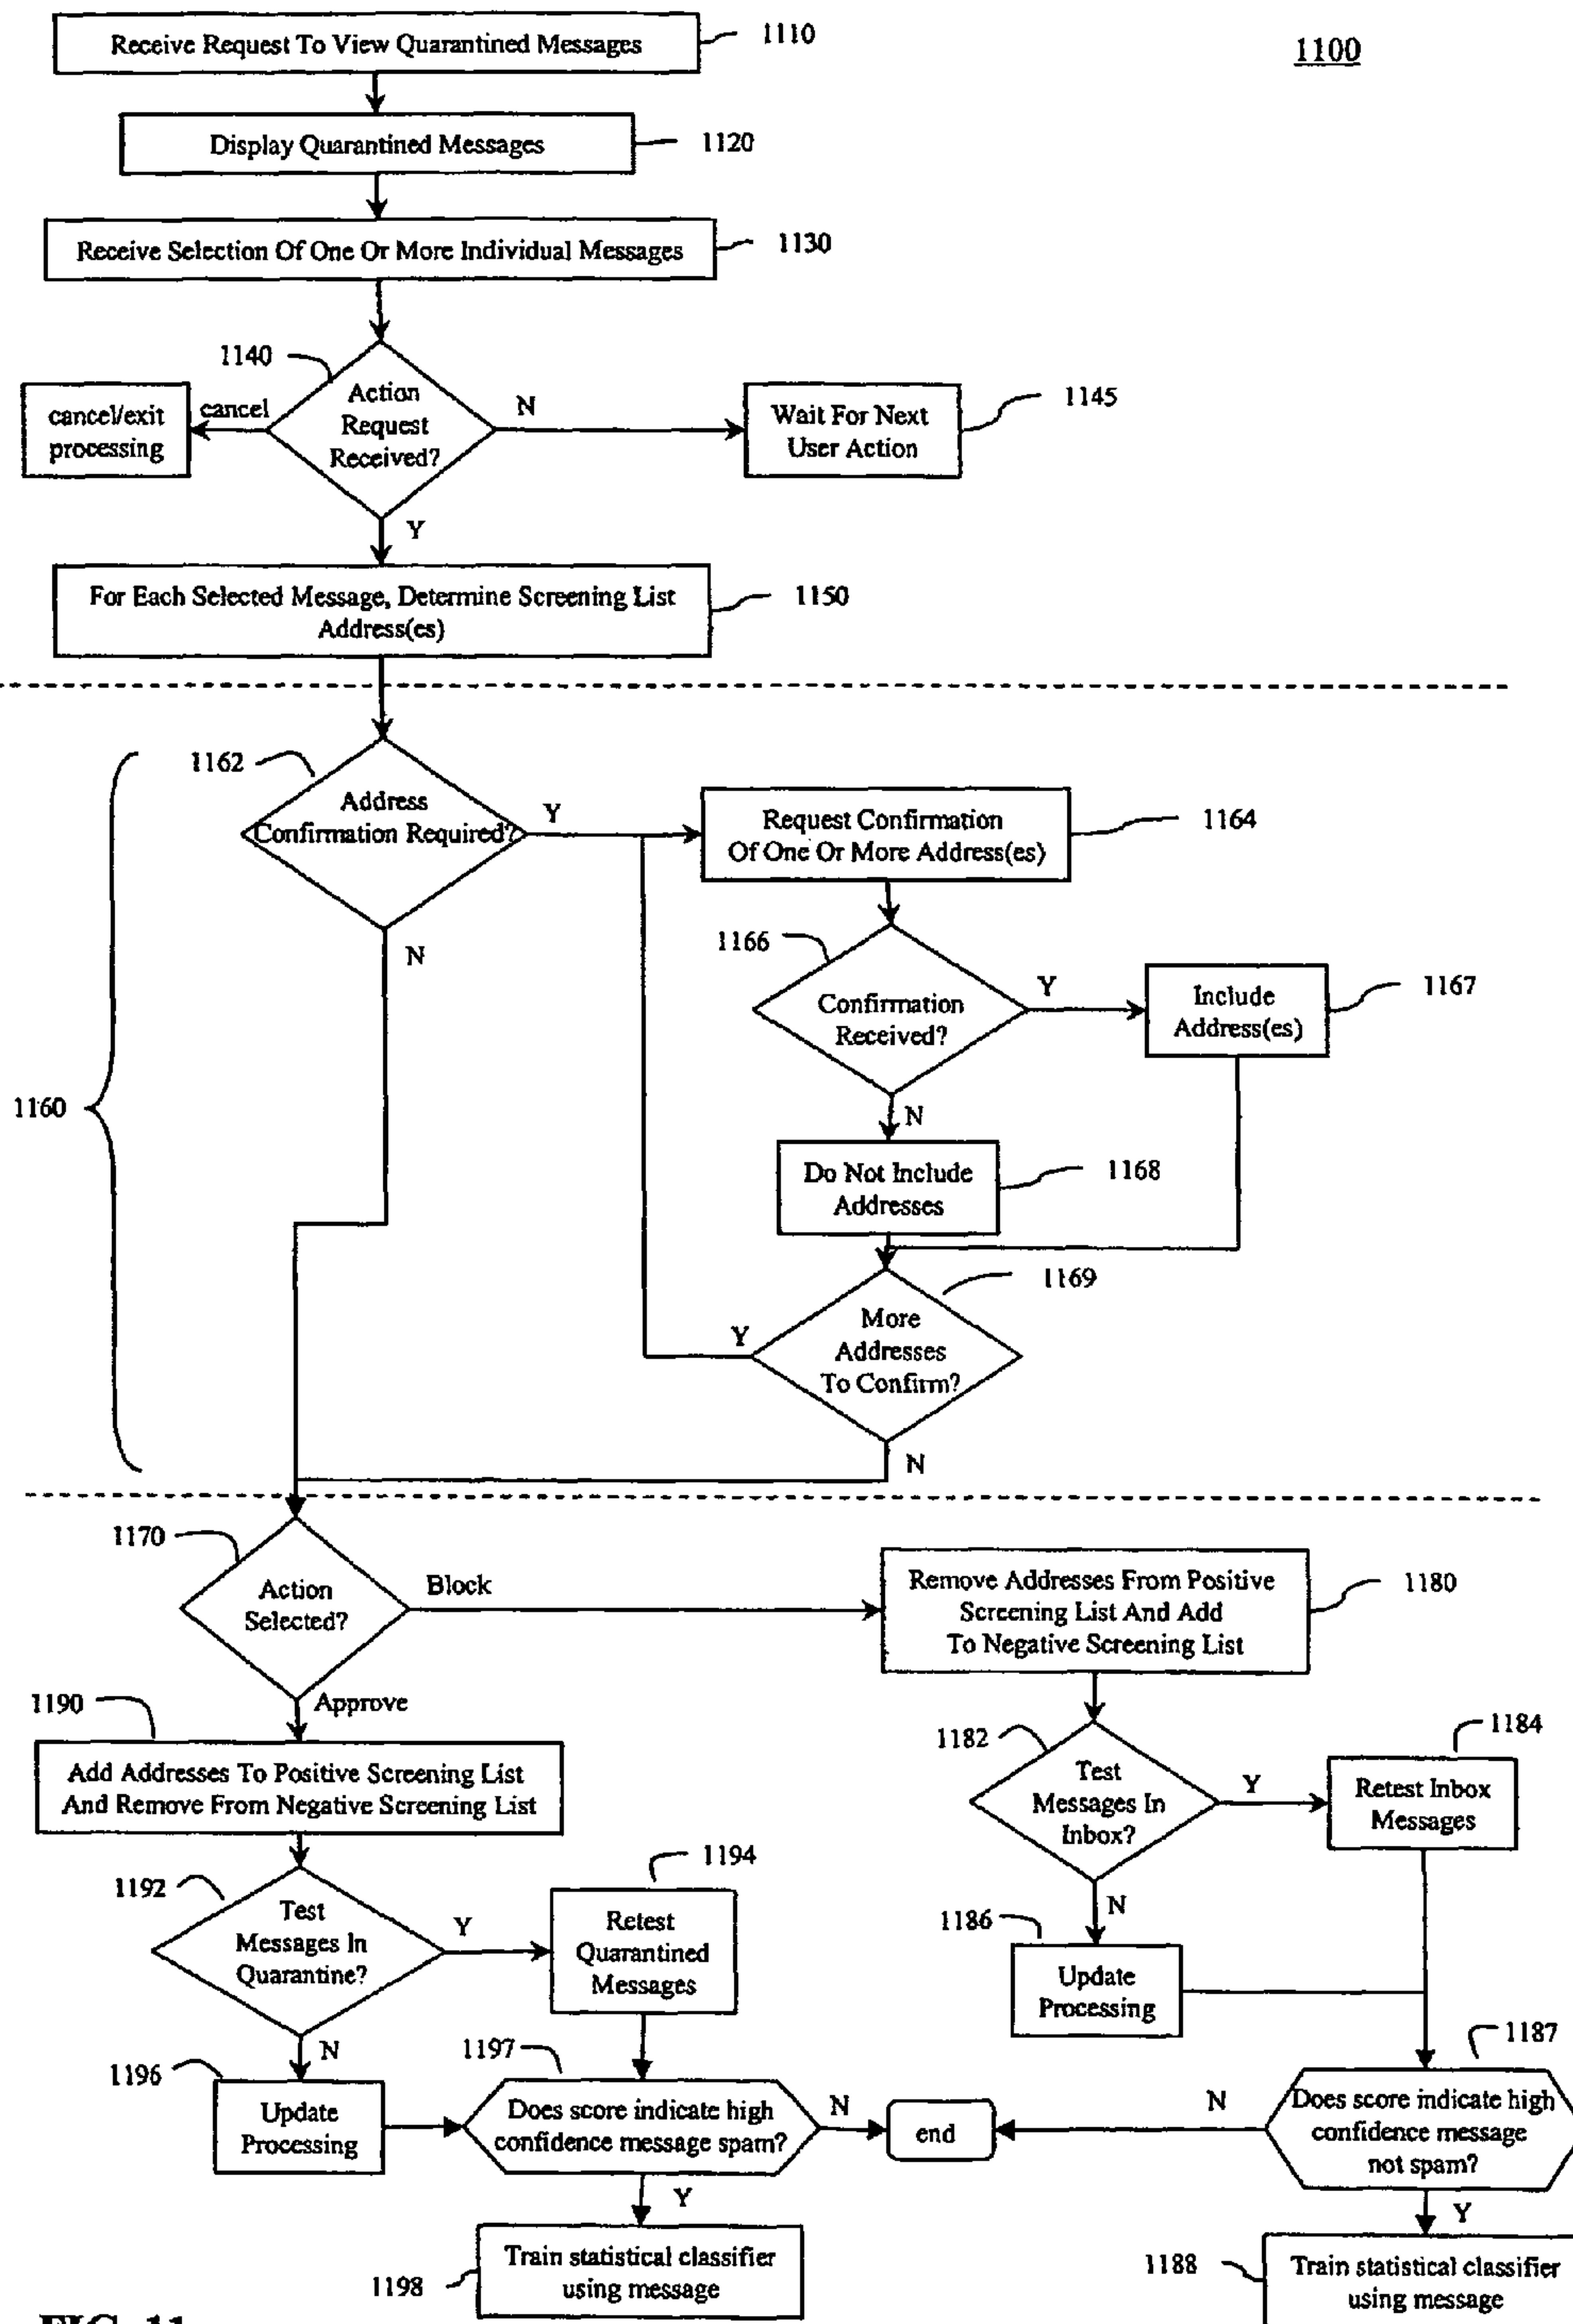 Receive Request To View Quarantined Messages
1110
1100
Display Quarantined Messages
1120
Receive Selection Of One Or More Individual Messages
1130
1140
Action
Request
Received?
cancel
cancel/exit
processing
N
Wait For Next
User Action
1145
Y
For Each Selected Message, Determine Screening List
Address(es)
1150
1160
1162
Address
Confirmation Required?
Y
N
Request Confirmation
Of One Or More Address(es)
1164
1166
Confirmation
Received?
Y
Include
Address(es)
1167
N
Do Not Include
Addresses
1168
1169
More
Addresses
To Confirm?
Y
N
1170
Action
Selected?
Block
Approve
Remove Addresses From Positive
Screening List And Add
To Negative Screening List
1180
1190
Add Addresses To Positive Screening List
And Remove From Negative Screening List
1182
Test
Messages In
Inbox?
Y
1184
Retest Inbox
Messages
N
1186
Update
Processing
1192
Test
Messages In
Quarantine?
Y
1194
Retest
Quarantined
Messages
N
1196
Update
Processing
1197
Does score indicate high
confidence message spam?
N
end
N
1187
Does score indicate high
confidence message
not spam?
Y
1198
Train statistical classifier
using message
Y
1188
Train statistical classifier
using message
FIG. 11